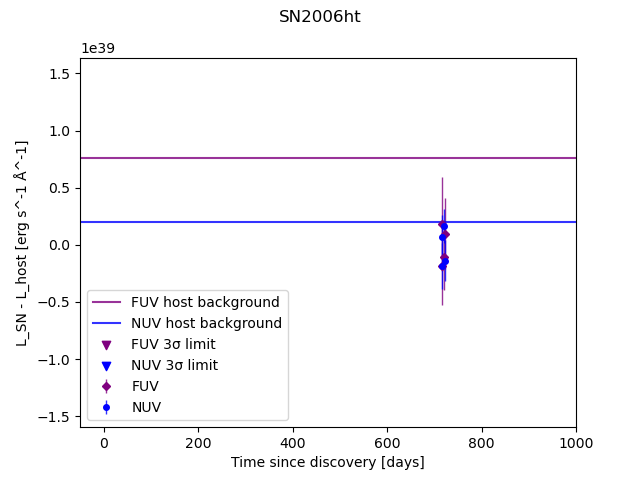 SN2006ht
1e39
1.5
1.0
0.5
0.0
−0.5
−1.0
−1.5
L_SN - L_host [erg s^-1 Å^-1]
FUV host background
NUV host background
FUV 3σ limit
NUV 3σ limit
FUV
NUV
0 200 400 600 800 1000
Time since discovery [days]